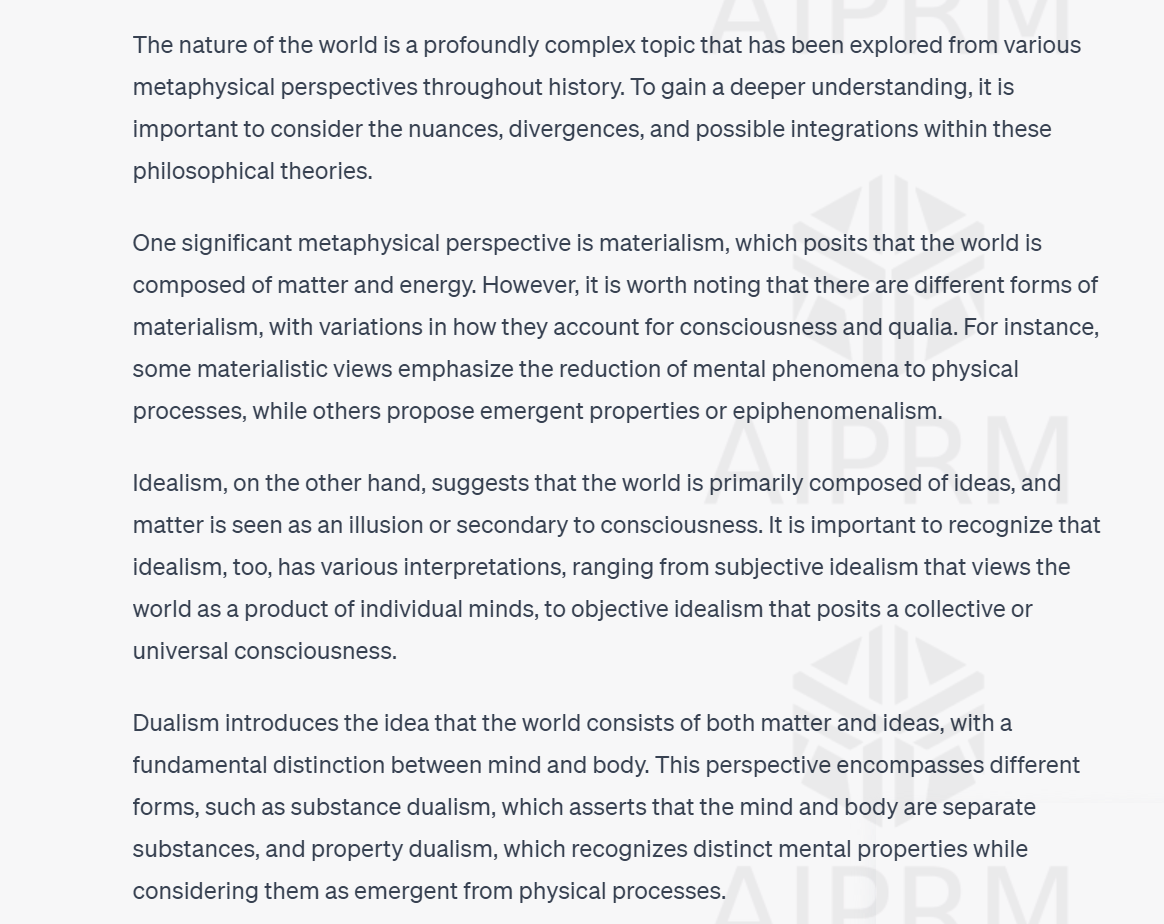 AIPRM
The nature of the world is a profoundly complex topic that has been explored from various
metaphysical perspectives throughout history. To gain a deeper understanding, it is
important to consider the nuances, divergences, and possible integrations within these
philosophical theories.
One significant metaphysical perspective is materialism, which posits that the world is
composed of matter and energy. However, it is worth noting that there are different forms of
materialism, with variations in how they account for consciousness and qualia. For instance,
some materialistic views emphasize the reduction of mental phenomena to physical
processes, while others propose emergent properties or epiphenomenalism.
AIPRM
Idealism, on the other hand, suggests that the world is primarily composed of ideas, and
matter is seen as an illusion or secondary to consciousness. It is important to recognize that
idealism, too, has various interpretations, ranging from subjective idealism that views the
world as a product of individual minds, to objective idealism that posits a collective or
universal consciousness.
Dualism introduces the idea that the world consists of both matter and ideas, with a
fundamental distinction between mind and body. This perspective encompasses different
forms, such as substance dualism, which asserts that the mind and body are separate
substances, and property dualism, which recognizes distinct mental properties while
considering them as emergent from physical processes.
AIPRM